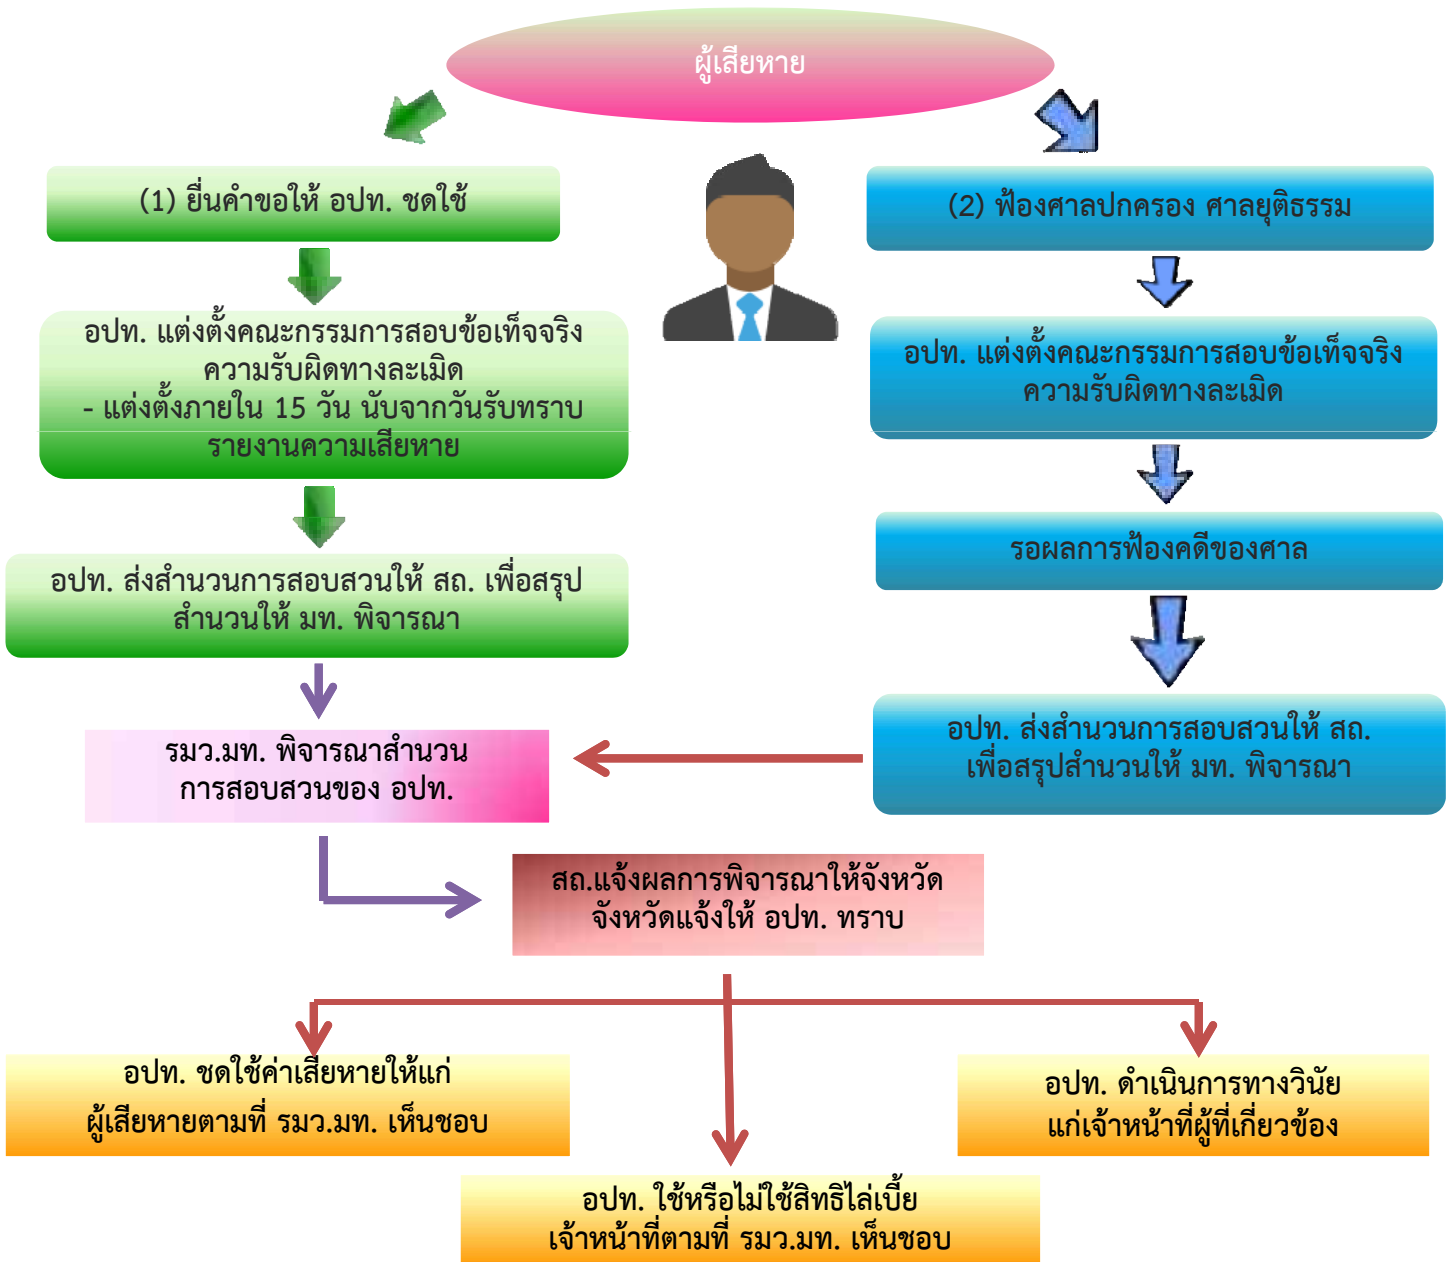 ผู้เสียหาย
(1) ยื่นคำขอให้ อปท. ชดใช้
อปท. แต่งตั้งคณะกรรมการสอบข้อเท็จจริง
ความรับผิดทางละเมิด
- แต่งตั้งภายใน 15 วัน นับจากวันรับทราบ
รายงานความเสียหาย
อปท. ส่งสำนวนการสอบสวนให้ สถ. เพื่อสรุป
สำนวนให้ มท. พิจารณา
(2) ฟ้องศาลปกครอง ศาลยุติธรรม
อปท. แต่งตั้งคณะกรรมการสอบข้อเท็จจริง
ความรับผิดทางละเมิด
รอผลการฟ้องคดีของศาล
อปท. ส่งสำนวนการสอบสวนให้ สถ.
เพื่อสรุปสำนวนให้ มท. พิจารณา
รมว.มท. พิจารณาสำนวน
การสอบสวนของ อปท.
สถ.แจ้งผลการพิจารณาให้จังหวัด
จังหวัดแจ้งให้ อปท. ทราบ
อปท. ชดใช้ค่าเสียหายให้แก่
ผู้เสียหายตามที่ รมว.มท. เห็นชอบ
อปท. ใช้หรือไม่ใช้สิทธิไล่เบี้ย
เจ้าหน้าที่ตามที่ รมว.มท. เห็นชอบ
อปท. ดำเนินการทางวินัย
แก่เจ้าหน้าที่ผู้ที่เกี่ยวข้อง